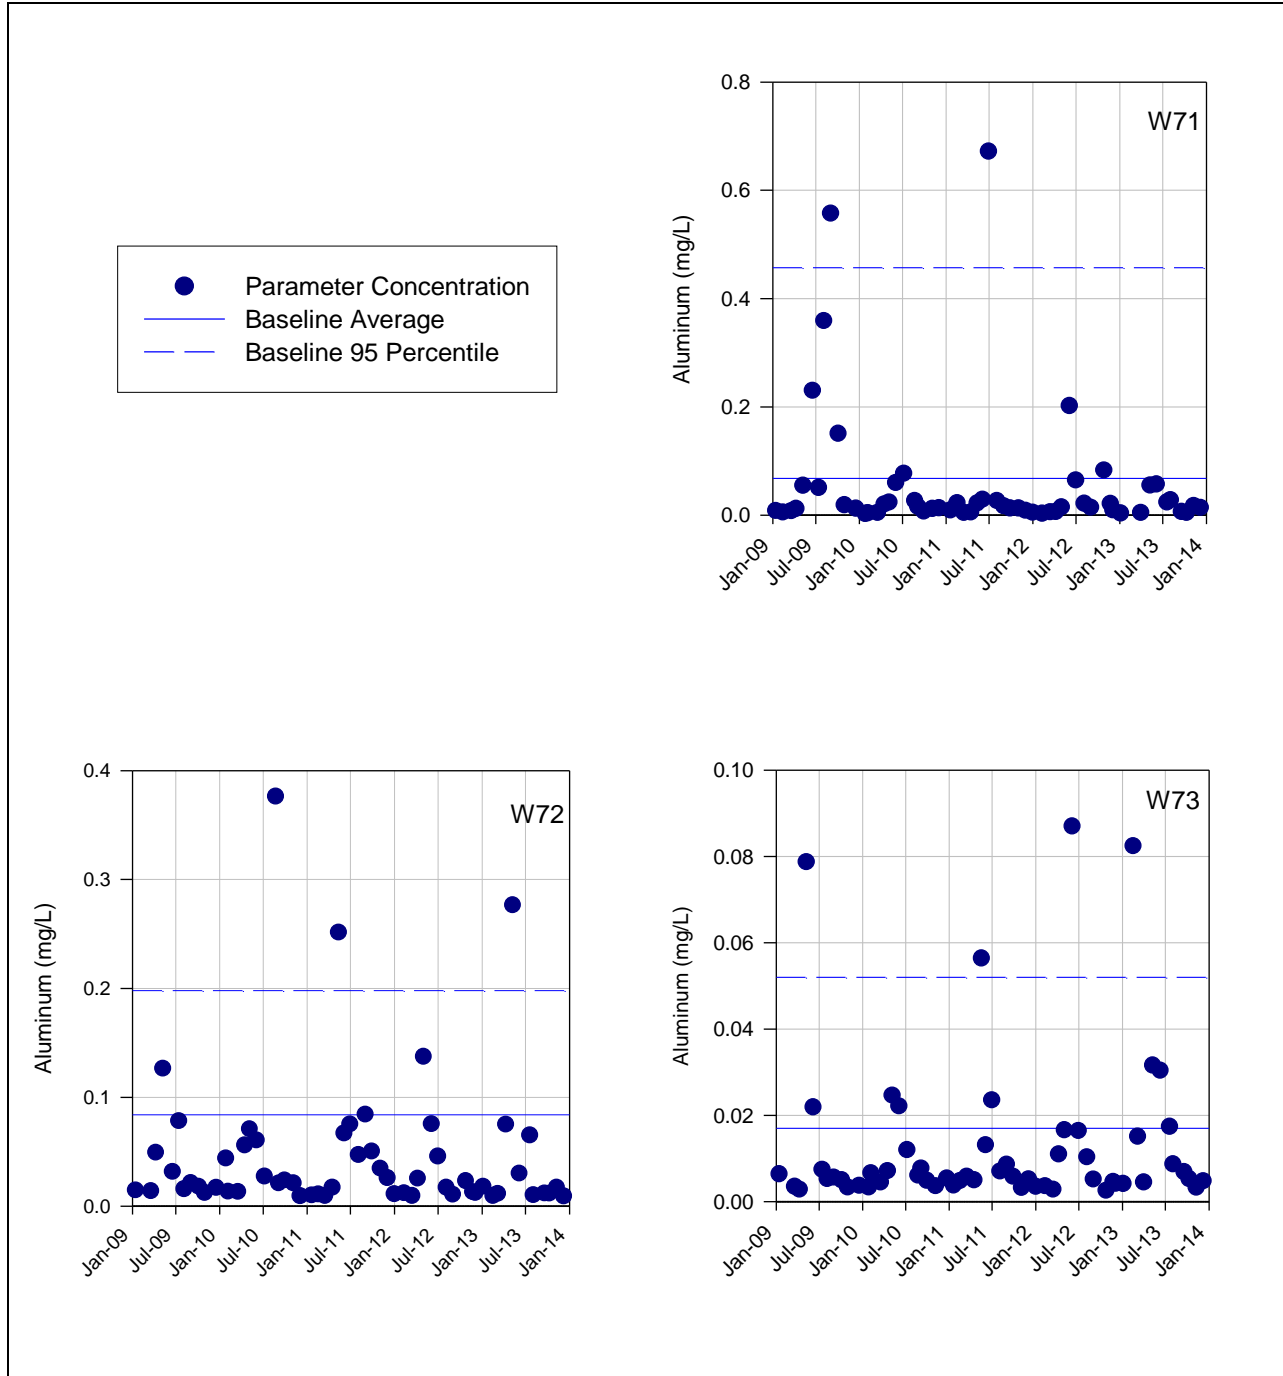 0.8
W71
0.6
Aluminum (mg/L)
0.4
0.2
0.0
Jan-09
Jul-09
Jan-10
Jul-10
Jan-11
Jul-11
Jan-12
Jul-12
Jan-13
Jul-13
Jan-14
Parameter Concentration
Baseline Average
Baseline 95 Percentile
0.4
W72
0.3
Aluminum (mg/L)
0.2
0.1
0.0
Jan-09
Jul-09
Jan-10
Jul-10
Jan-11
Jul-11
Jan-12
Jul-12
Jan-13
Jul-13
Jan-14
0.10
W73
0.08
0.06
Aluminum (mg/L)
0.04
0.02
0.00
Jan-09
Jul-09
Jan-10
Jul-10
Jan-11
Jul-11
Jan-12
Jul-12
Jan-13
Jul-13
Jan-14